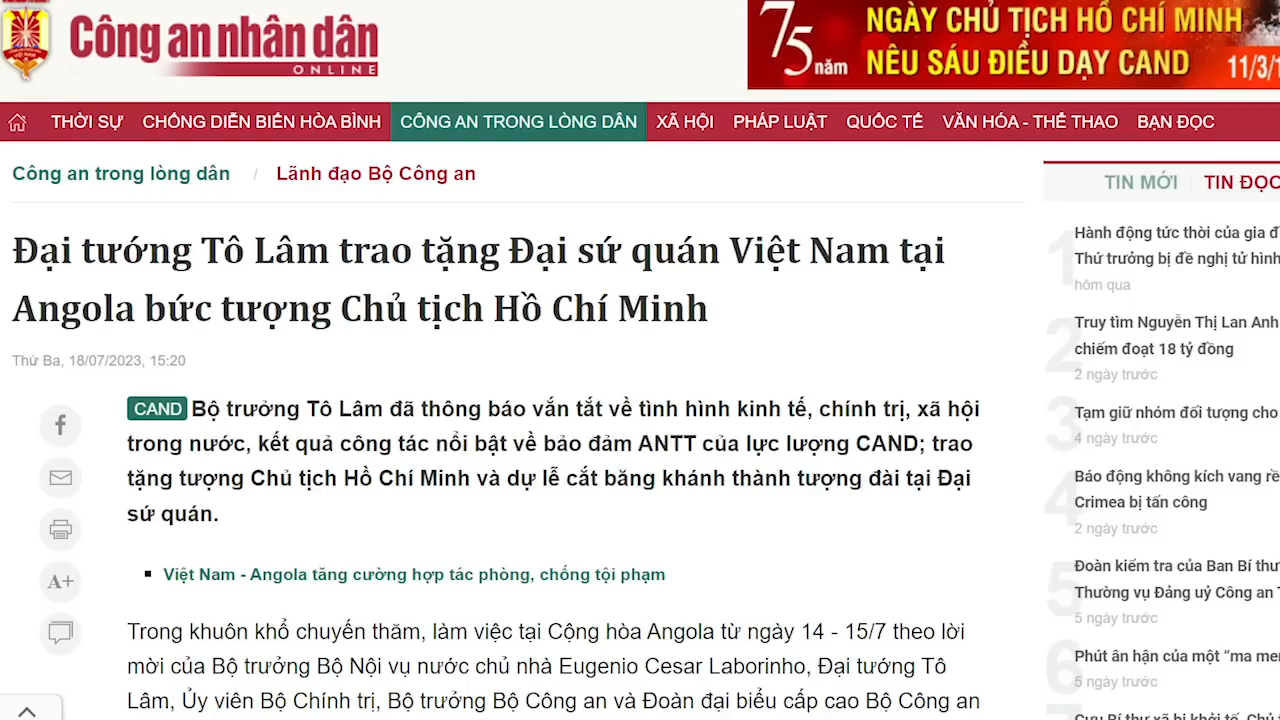 Công an nhân dân
ONLINE
75 năm
NGÀY CHỦ TỊCH HỒ CHÍ MINH
NÊU SÁU ĐIỀU DẠY CAND
THỜI SỰ
CHỐNG DIỄN BIẾN HÒA BÌNH
CÔNG AN TRONG LÒNG DÂN
XÃ HỘI
PHÁP LUẬT
QUỐC TẾ
VĂN HÓA - THỂ THAO
BẠN ĐỌC
Công an trong lòng dân / Lãnh đạo Bộ Công an
Đại tướng Tô Lâm trao tặng Đại sứ quán Việt Nam tại
Angola bức tượng Chủ tịch Hồ Chí Minh
Thứ Ba, 18/07/2023, 15:20
CAND Bộ trưởng Tô Lâm đã thông báo vắn tắt về tình hình kinh tế, chính trị, xã hội
trong nước, kết quả công tác nổi bật về bảo đảm ANTT của lực lượng CAND; trao
tặng tượng Chủ tịch Hồ Chí Minh và dự lễ cắt băng khánh thành tượng đài tại Đại
sứ quán.
Việt Nam - Angola tăng cường hợp tác phòng, chống tội phạm
Trong khuôn khổ chuyến thăm, làm việc tại Cộng hòa Angola từ ngày 14 - 15/7 theo lời
mời của Bộ trưởng Bộ Nội vụ nước chủ nhà Eugenio Cesar Laborinho, Đại tướng Tô
Lâm, Ủy viên Bộ Chính trị, Bộ trưởng Bộ Công an và Đoàn đại biểu cấp cao Bộ Công an
A+
TIN MỚI
TIN ĐỌC
1
Hành động tức thời của gia
Thứ trưởng bị đề nghị tử hình
hôm qua
2
Truy tìm Nguyễn Thị Lan Anh
chiếm đoạt 18 tỷ đồng
2 ngày trước
3
Tạm giữ nhóm đối tượng cho
4 ngày trước
4
Báo động không kích vang
Crimea bị tấn công
2 ngày trước
5
Đoàn kiểm tra của Ban Bí thư
Thường vụ Đảng uỷ Công an
5 ngày trước
6
Phút ân hận của một “ma
5 ngày trước